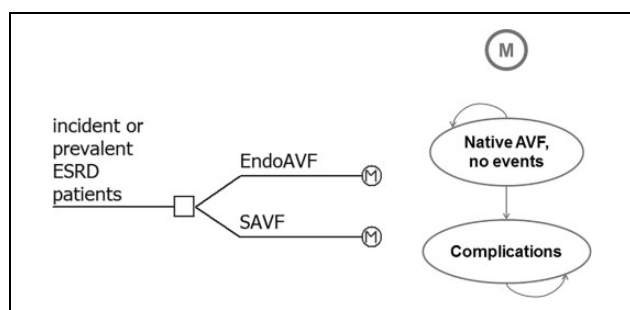 incident or
prevalent
ESRD
patients
EndoAVF
M
SAVF
M
M
Native AVF,
no events
Complications